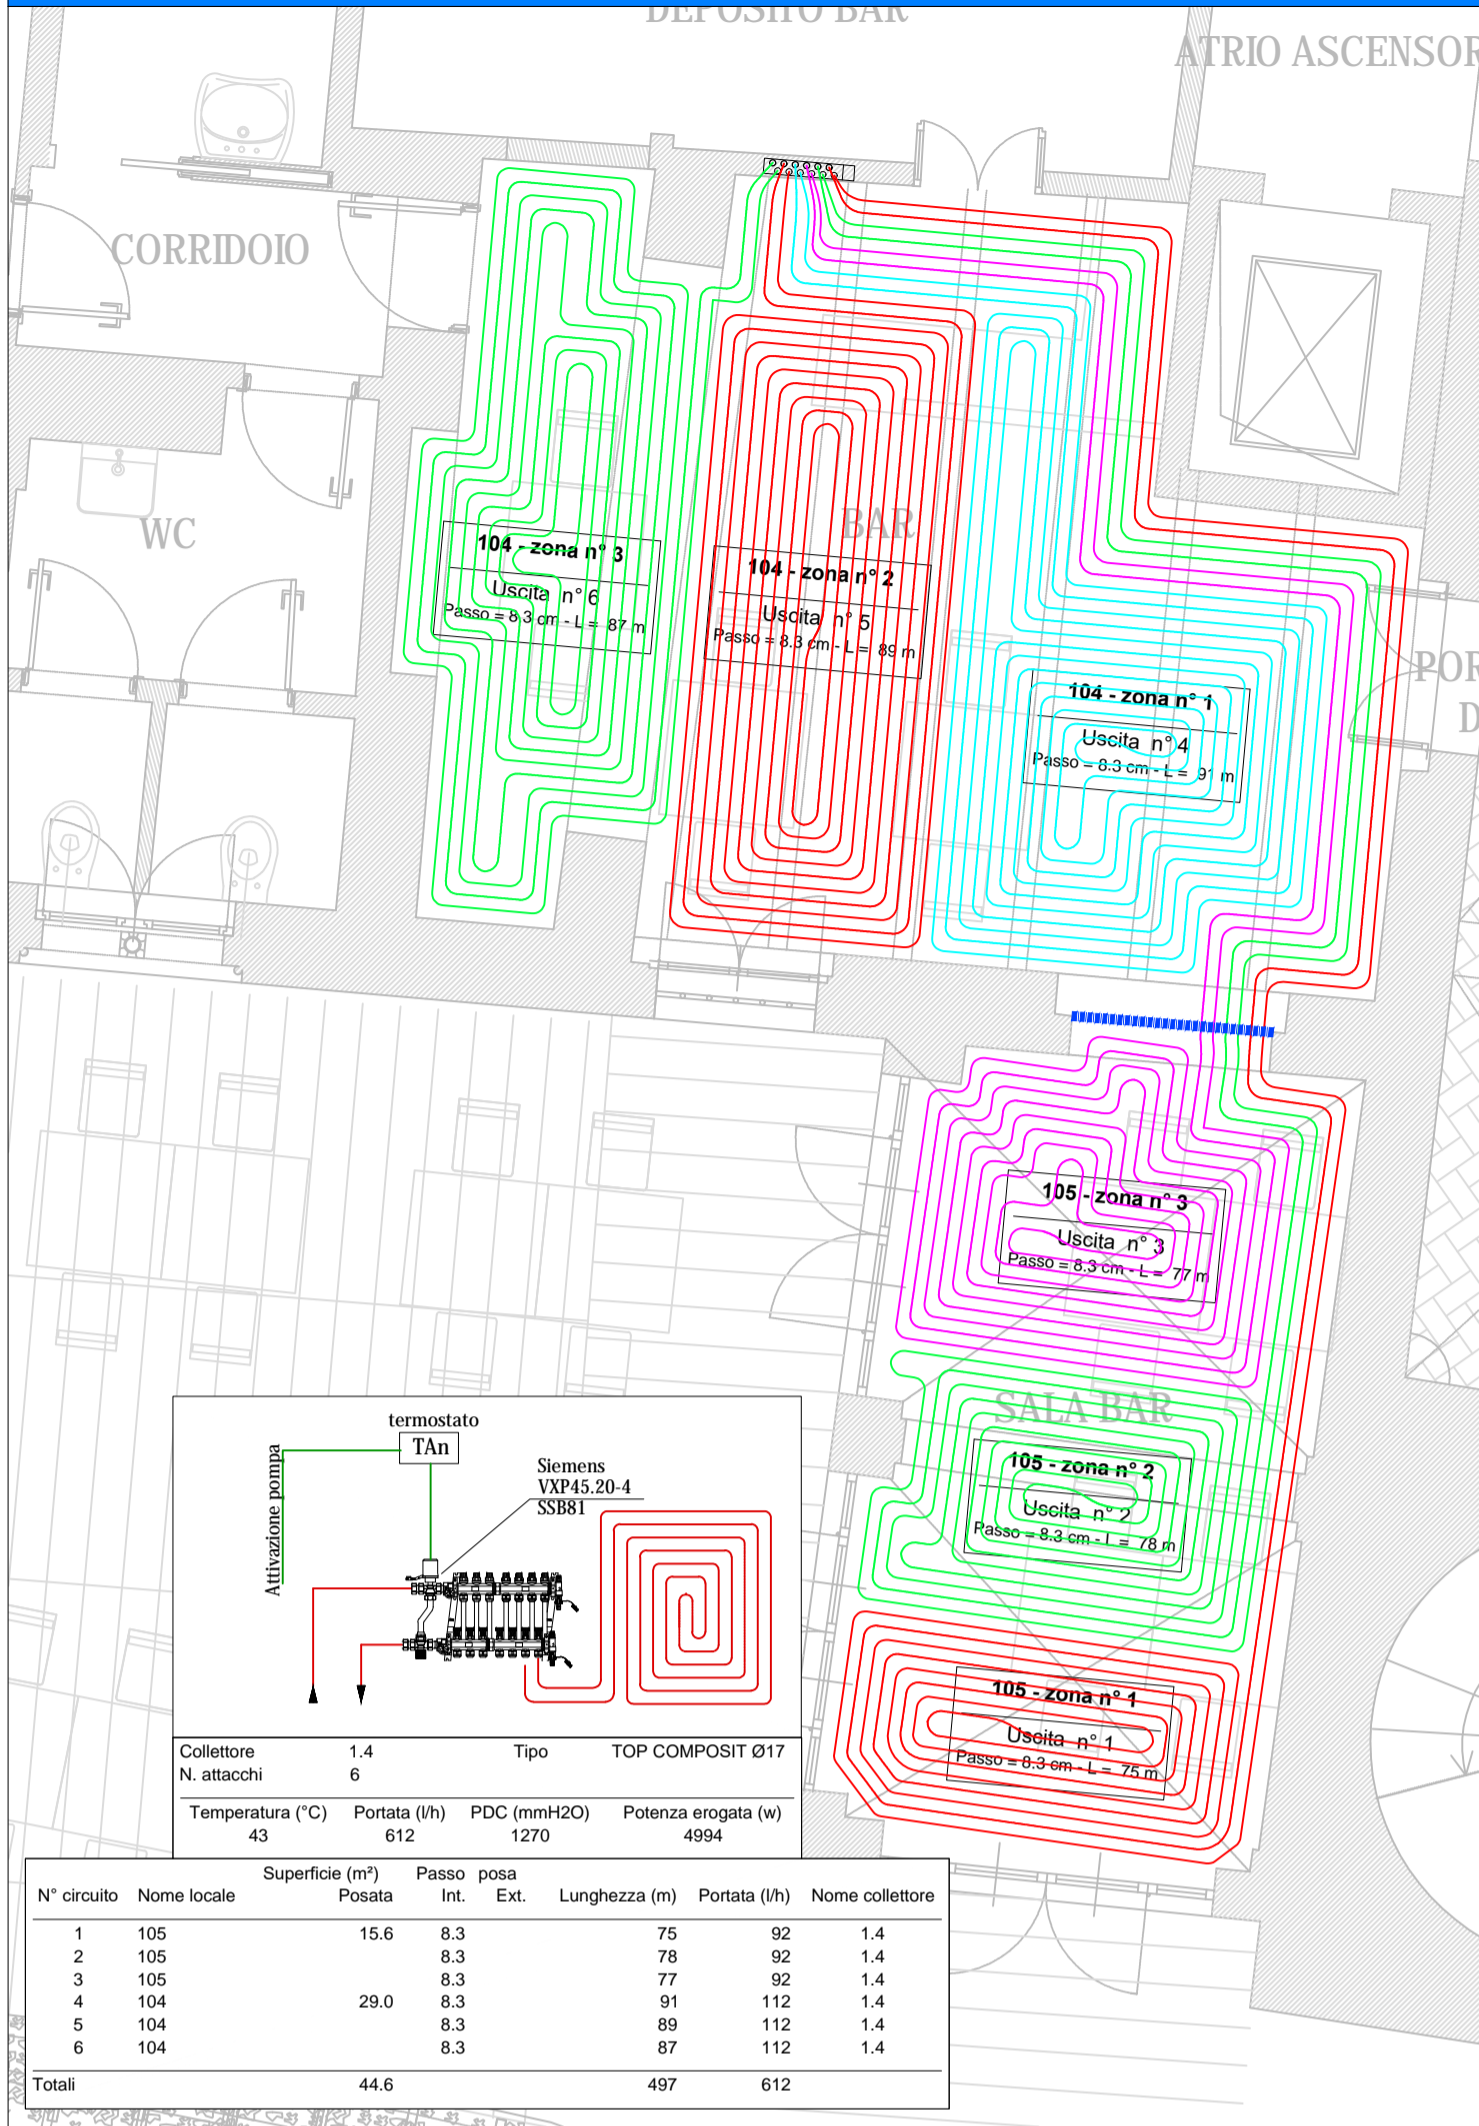 DEPOSITO BAR
ATRIO ASCENSOR
CORRIDOIO
WC
BAR
104 - zona n° 3
Uscita n° 6
Passo = 8.3 cm - L = 87 m
104 - zona n° 2
Uscita n° 5
Passo = 8.3 cm - L = 89 m
104 - zona n° 1
Uscita n° 4
Passo = 8.3 cm - L = 91 m
POR
D
105 - zona n° 3
Uscita n° 3
Passo = 8.3 cm - L = 77 m
SALA BAR
105 - zona n° 2
Uscita n° 2
Passo = 8.3 cm - L = 78 m
105 - zona n° 1
Uscita n° 1
Passo = 8.3 cm - L = 75 m
termostato
TAn
Attivazione pompa
Siemens
VXP45.20-4
SSB81
Collettore 1.4 Tipo TOP COMPOSIT Ø17
N. attacchi 6
Temperatura (°C) Portata (l/h) PDC (mmH2O) Potenza erogata (w)
43 612 1270 4994
Superficie (m²) Passo posa
N° circuito Nome locale Posata Int. Ext. Lunghezza (m) Portata (l/h) Nome collettore
1 105 15.6 8.3 75 92 1.4
2 105 8.3 78 92 1.4
3 105 8.3 77 92 1.4
4 104 29.0 8.3 91 112 1.4
5 104 8.3 89 112 1.4
6 104 8.3 87 112 1.4
Totali 44.6 497 612